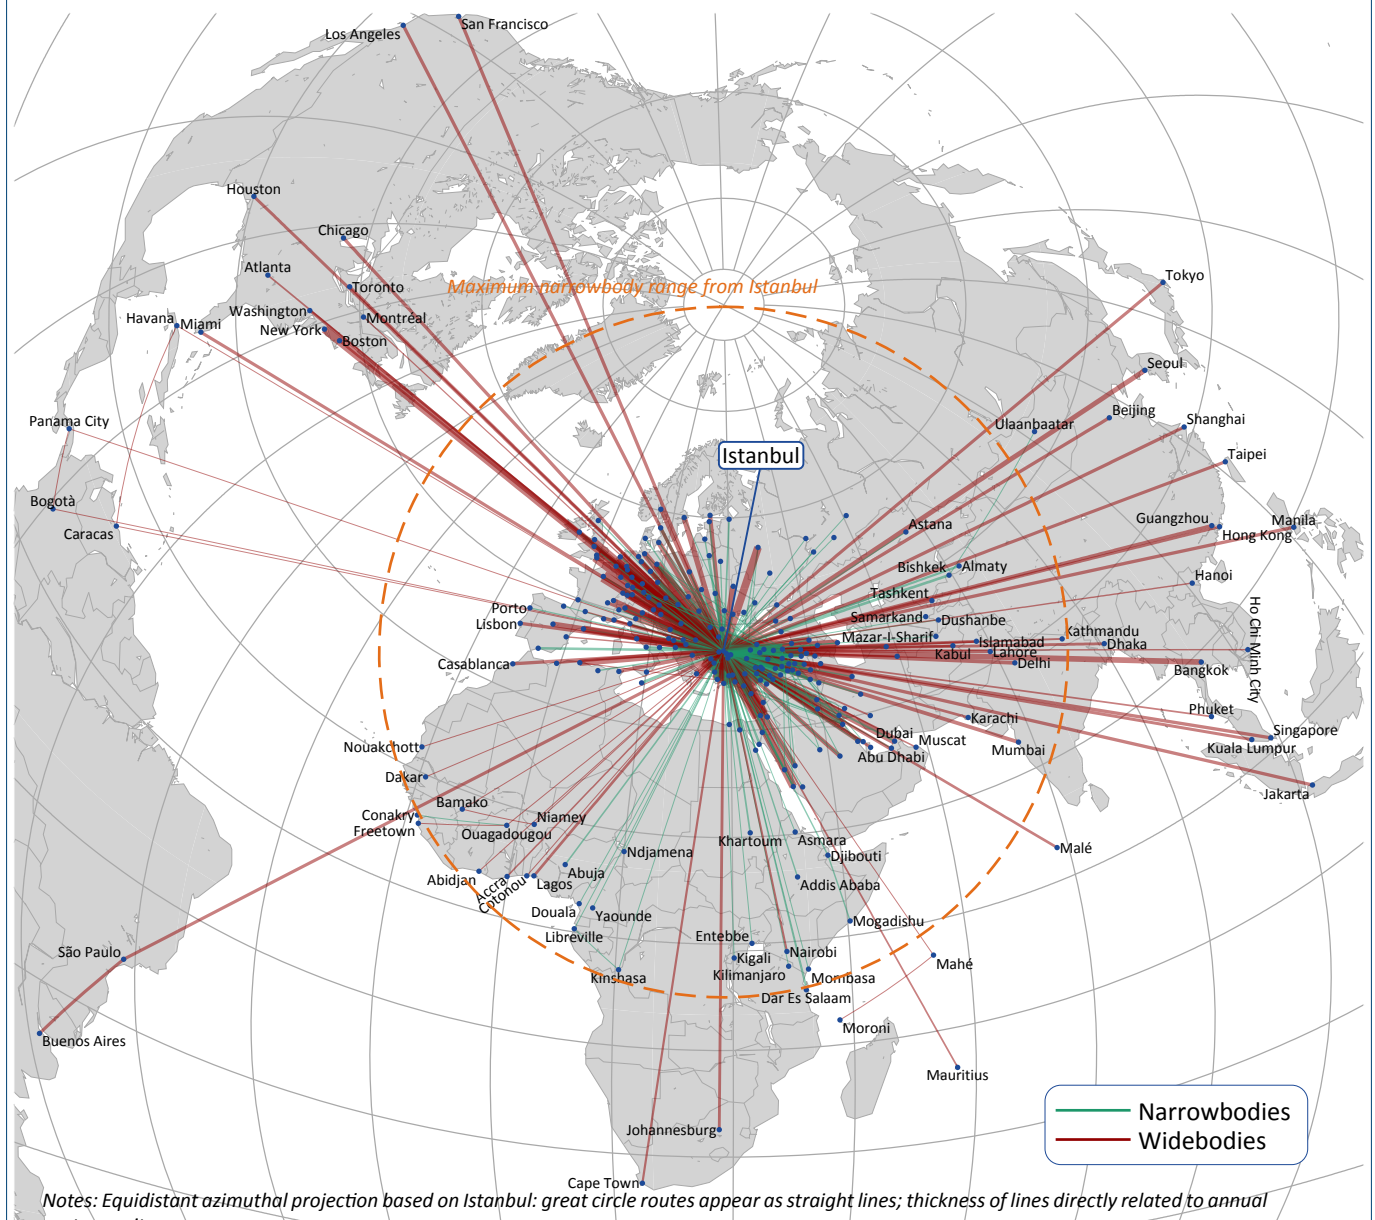 San Francisco
Los Angeles
Houston
Chicago
Atlanta
Toronto
Maximum narrowbody range from Istanbul
Tokyo
Washington
Montréal
Havana
Miami
New York
Boston
Seoul
Beijing
Shanghai
Ulaanbaatar
Panama City
Istanbul
Taipei
Bogotà
Caracas
Astana
Guangzhou
Hong Kong
Manila
Bishkek
Almaty
Hanoi
Tashkent
Porto
Lisbon
Samarkand
Dushanbe
Ho Chi Minh City
Mazar-I-Sharif
Islamabad
Kathmandu
Dhaka
Kabul
Lahore
Delhi
Casablanca
Bangkok
Phuket
Karachi
Singapore
Nouakchott
Dubai
Muscat
Mumbai
Kuala Lumpur
Abu Dhabi
Dakar
Jakarta
Bamako
Conakry
Niamey
Freetown
Ouagadougou
Khartoum
Asmara
Malé
Ndjamena
Djibouti
Abidjan
Accra
Cotonou
Lagos
Abuja
Addis Ababa
Douala
Yaounde
Mogadishu
Libreville
Entebbe
São Paulo
Kigali
Nairobi
Mahé
Kinshasa
Kilimanjaro
Mombasa
Dar Es Salaam
Moroni
Buenos Aires
Mauritius
Narrowbodies
Widebodies
Johannesburg
Cape Town
Notes: Equidistant azimuthal projection based on Istanbul: great circle routes appear as straight lines; thickness of lines directly related to annual